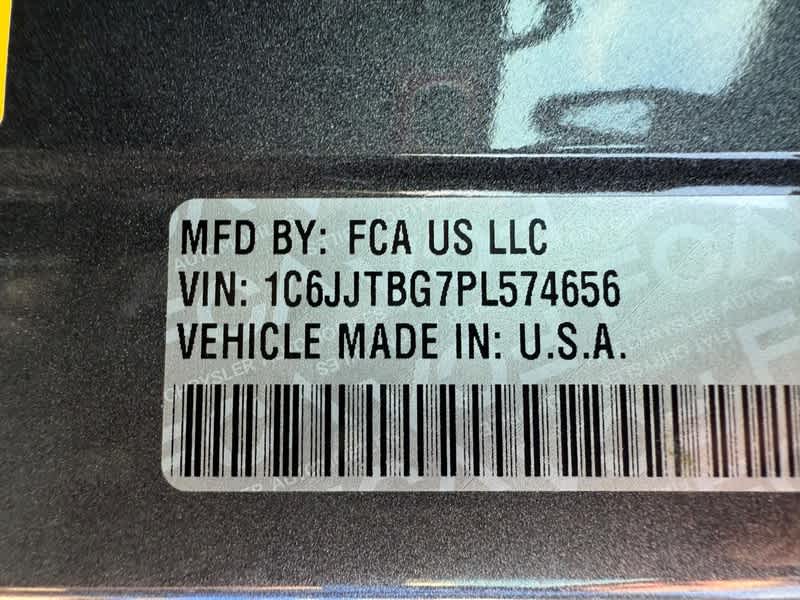 MFD BY: FCA US LLC
VIN: 1C6JJTBG7PL574656
VEHICLE MADE IN: U.S.A.